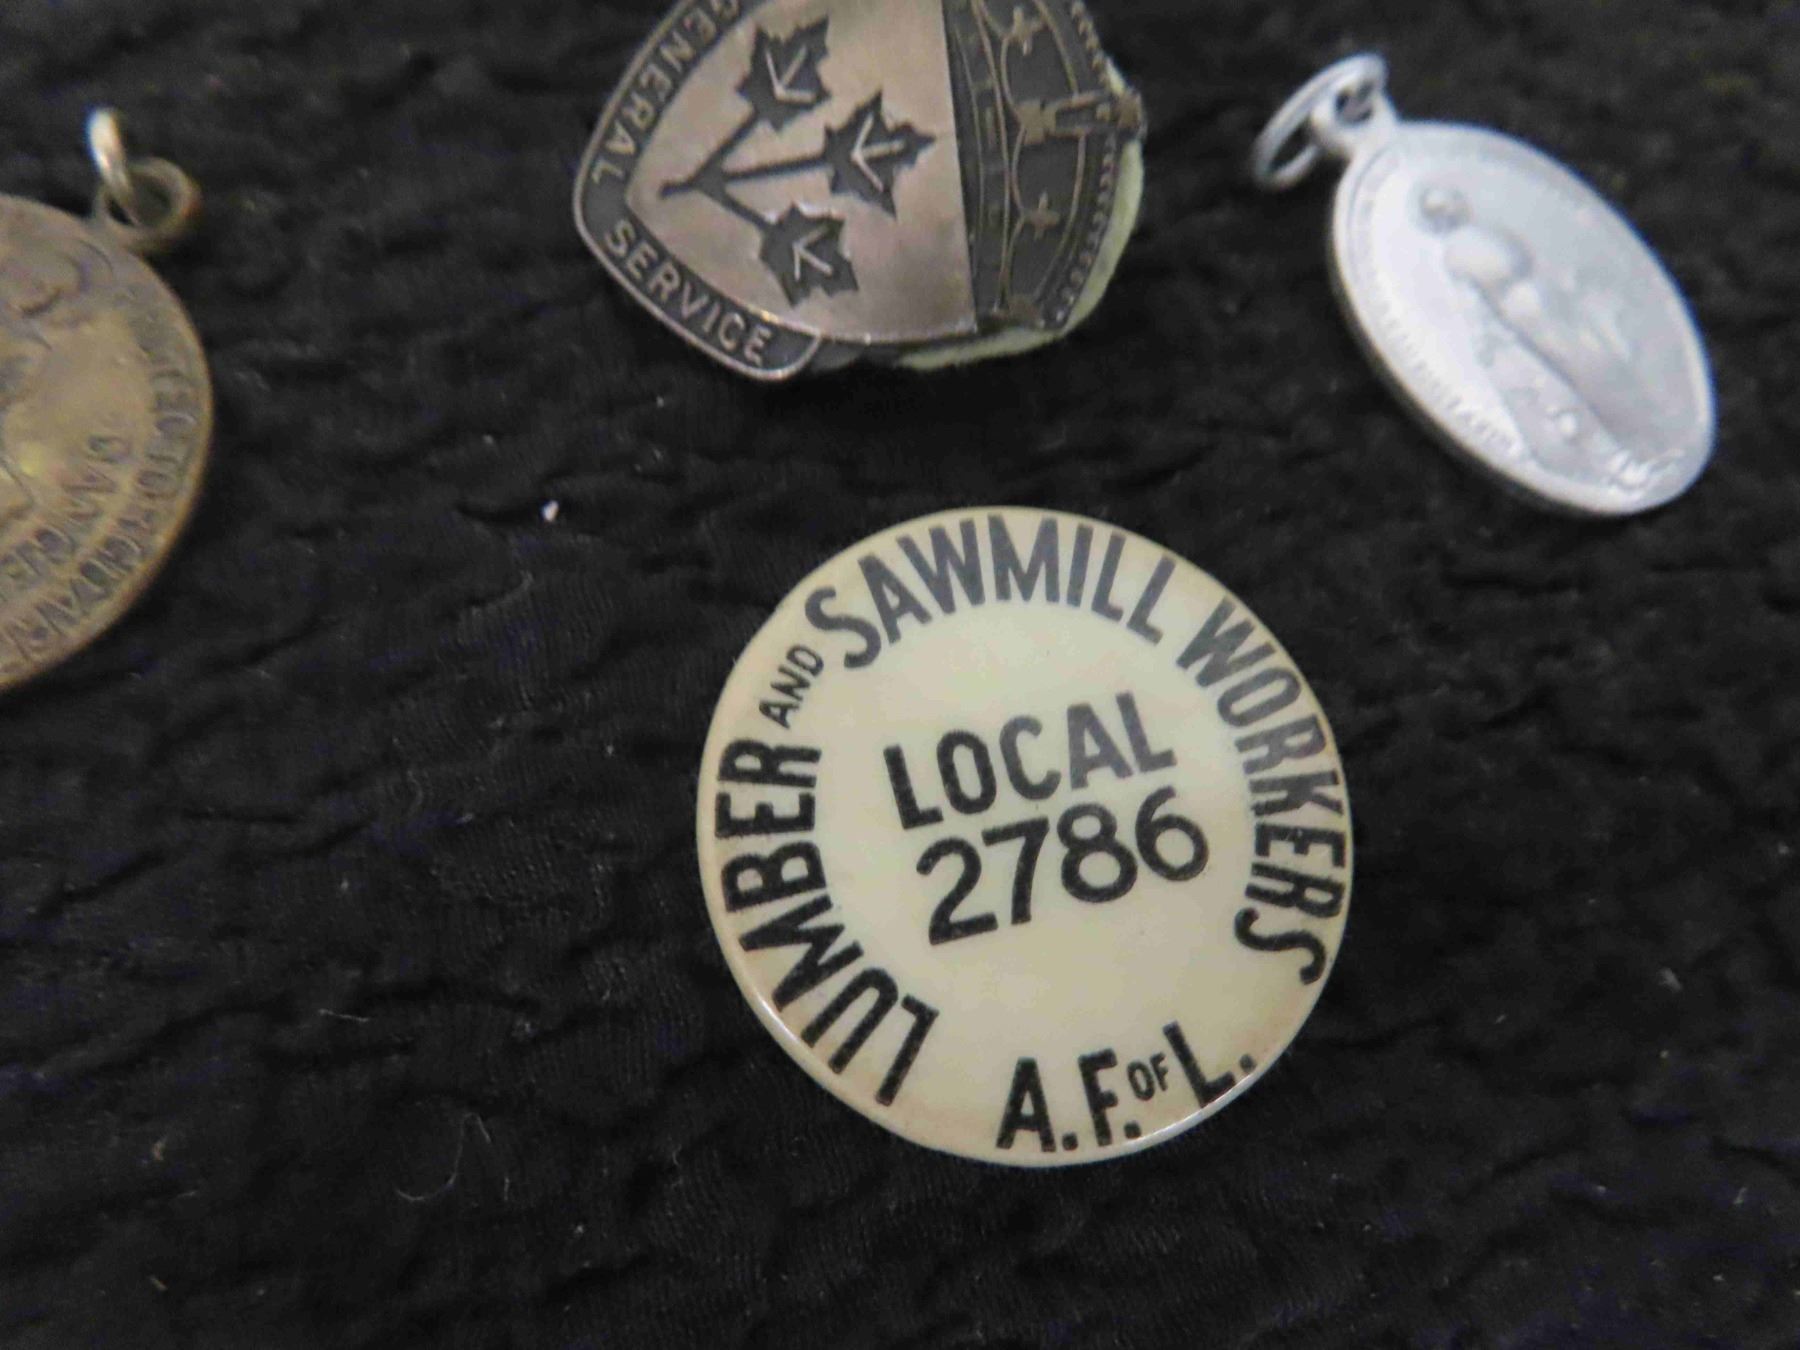 GENERAL
SERVICE
LUMBER AND SAWMILL WORKERS
LOCAL
2786
A.F. OF L.